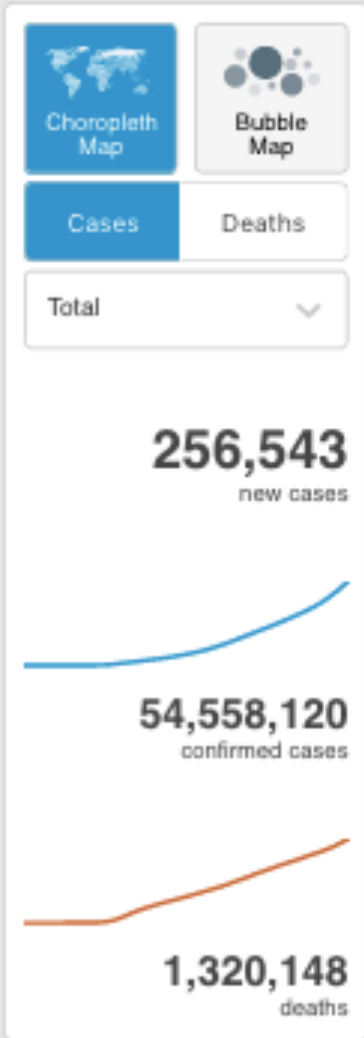 Choropleth
Map
Bubble
Map
Cases
Deaths
Total
256,543
new cases
54,558,120
confirmed cases
1,320,148
deaths